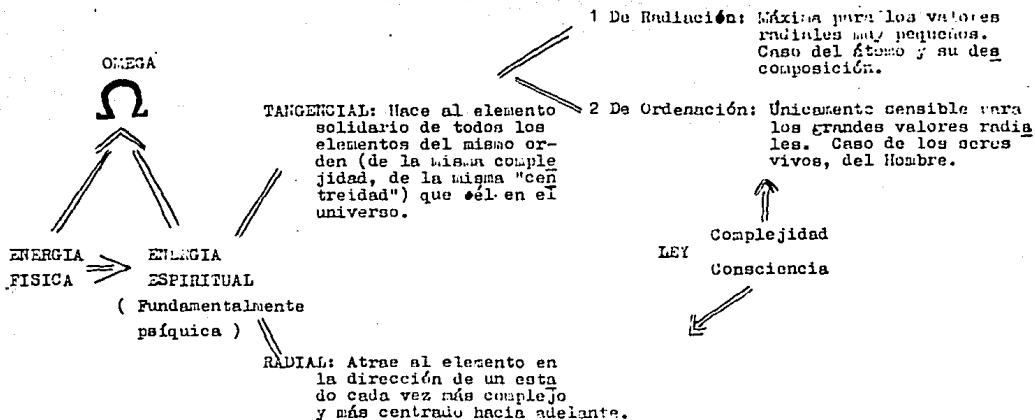 OMEGA
Ω
ENERGIA
FISICA
ENERGIA
ESPIRITUAL
( Fundamentalmente
psíquica )
TANGENCIAL: Hace al elemento
solidario de todos los
elementos del mismo or-
den (de la misma comple
jidad, de la misma "cen
treidad") que él en el
universo.
1 De Radiación: Máxima para los valores
radiales muy pequeños.
Caso del Átomo y su des
composición.
2 De Ordenación: Únicamente sensible para
los grandes valores radia
les. Caso de los seres
vivos, del Hombre.
LEY
Complejidad
Consciencia
RADIAL: Atrae al elemento en
la dirección de un esta
do cada vez más complejo
y más centrado hacia adelante.